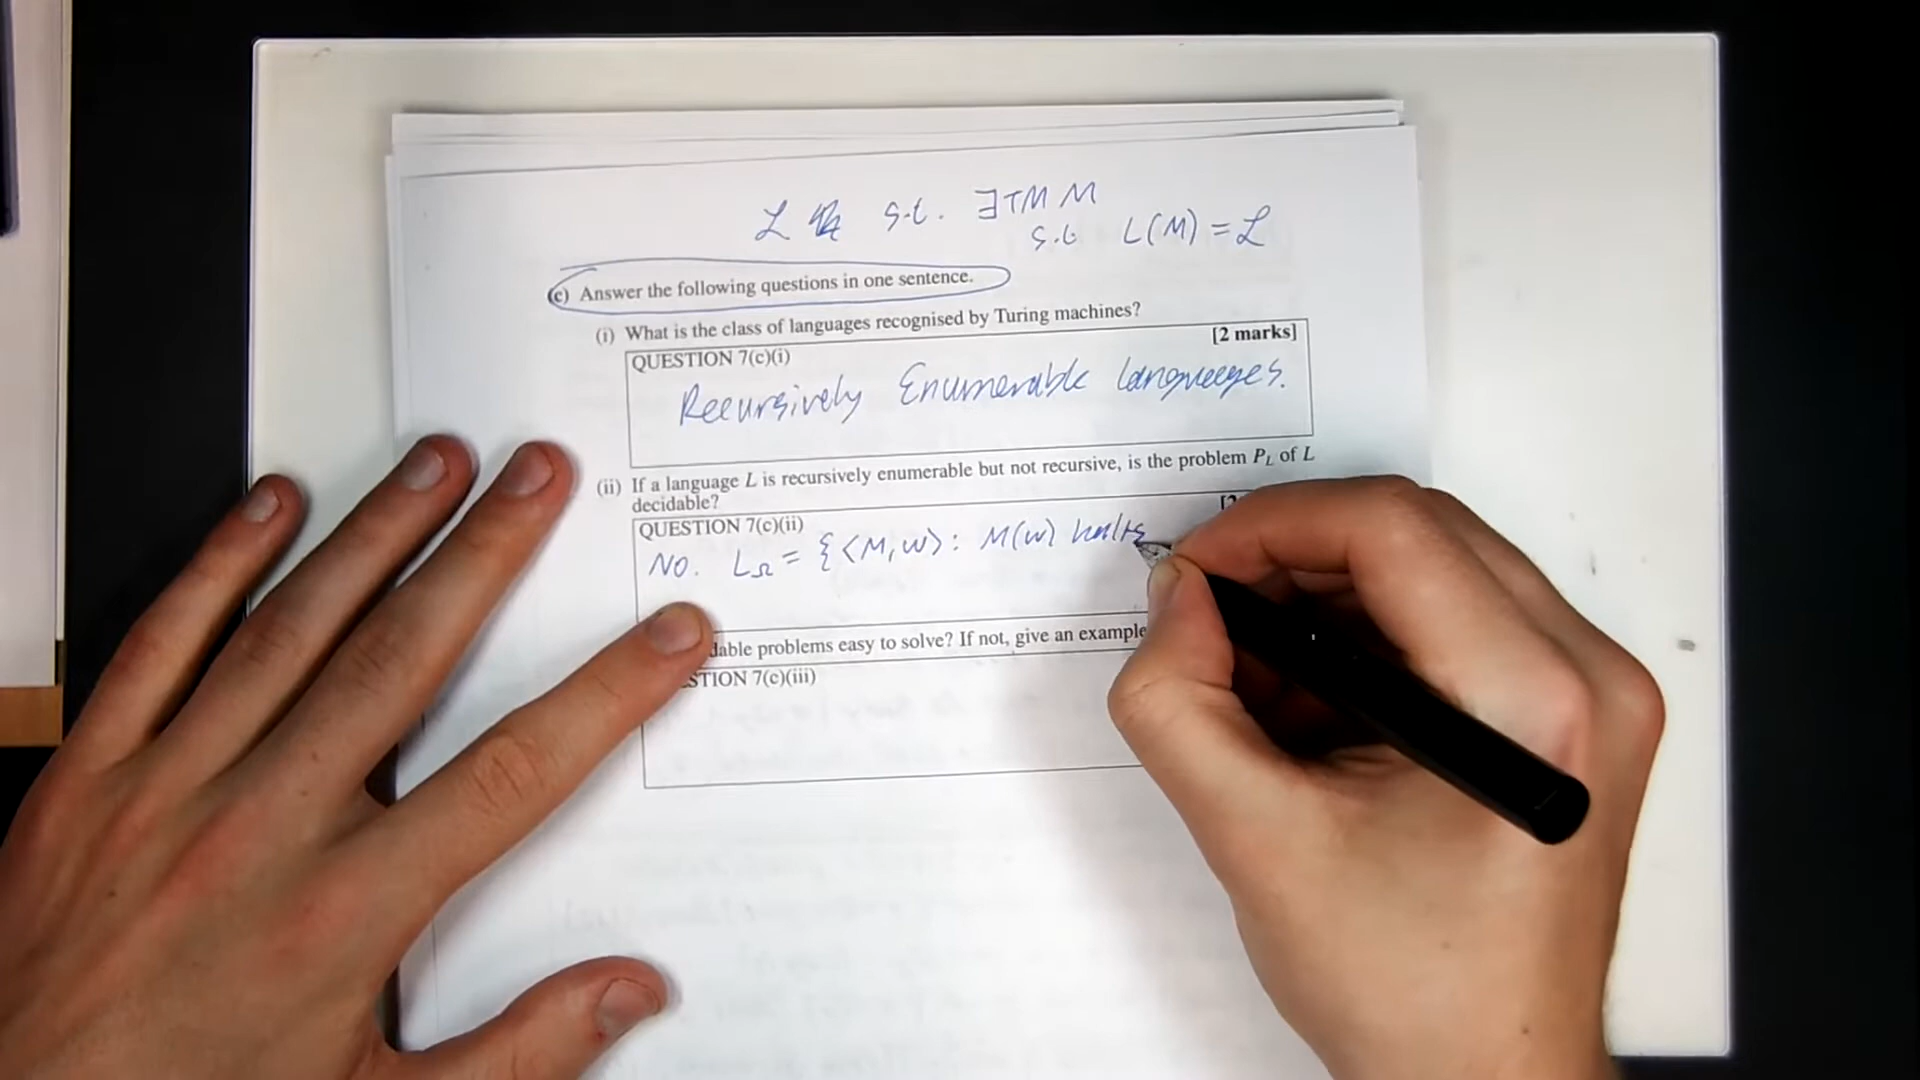 L s.t. ∃TM M
s.t L(M) = L
(c) Answer the following questions in one sentence.
(i) What is the class of languages recognised by Turing machines?
[2 marks]
QUESTION 7(c)(i)
Recursively Enumerable languages.
(ii) If a language L is recursively enumerable but not recursive, is the problem P_L of L
decidable?
QUESTION 7(c)(ii)
NO. L_Ω = {<M,w>: M(w) halts
problems easy to solve? If not, give an example
7(c)(iii)